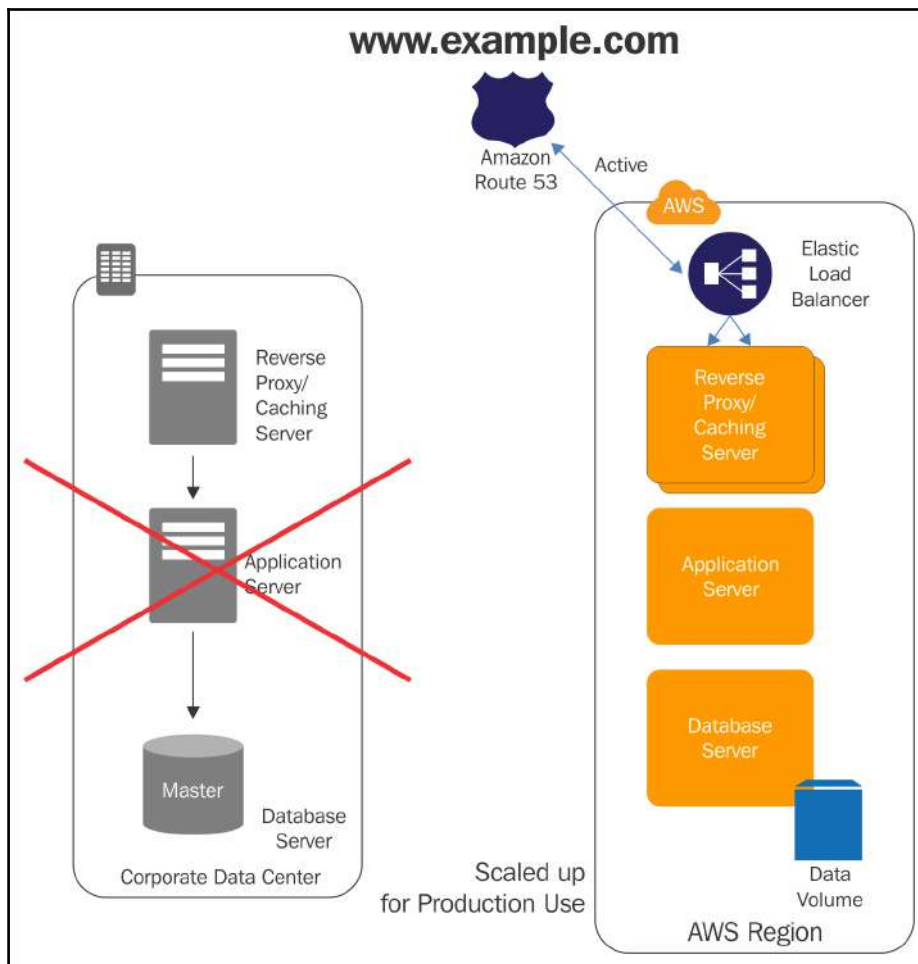 www.example.com
Amazon
Route 53
Active
AWS
Elastic
Load
Balancer
Reverse
Proxy/
Caching
Server
Application
Server
Master
Database
Server
Corporate Data Center
Reverse
Proxy/
Caching
Server
Application
Server
Database
Server
Scaled up
for Production Use
Data
Volume
AWS Region